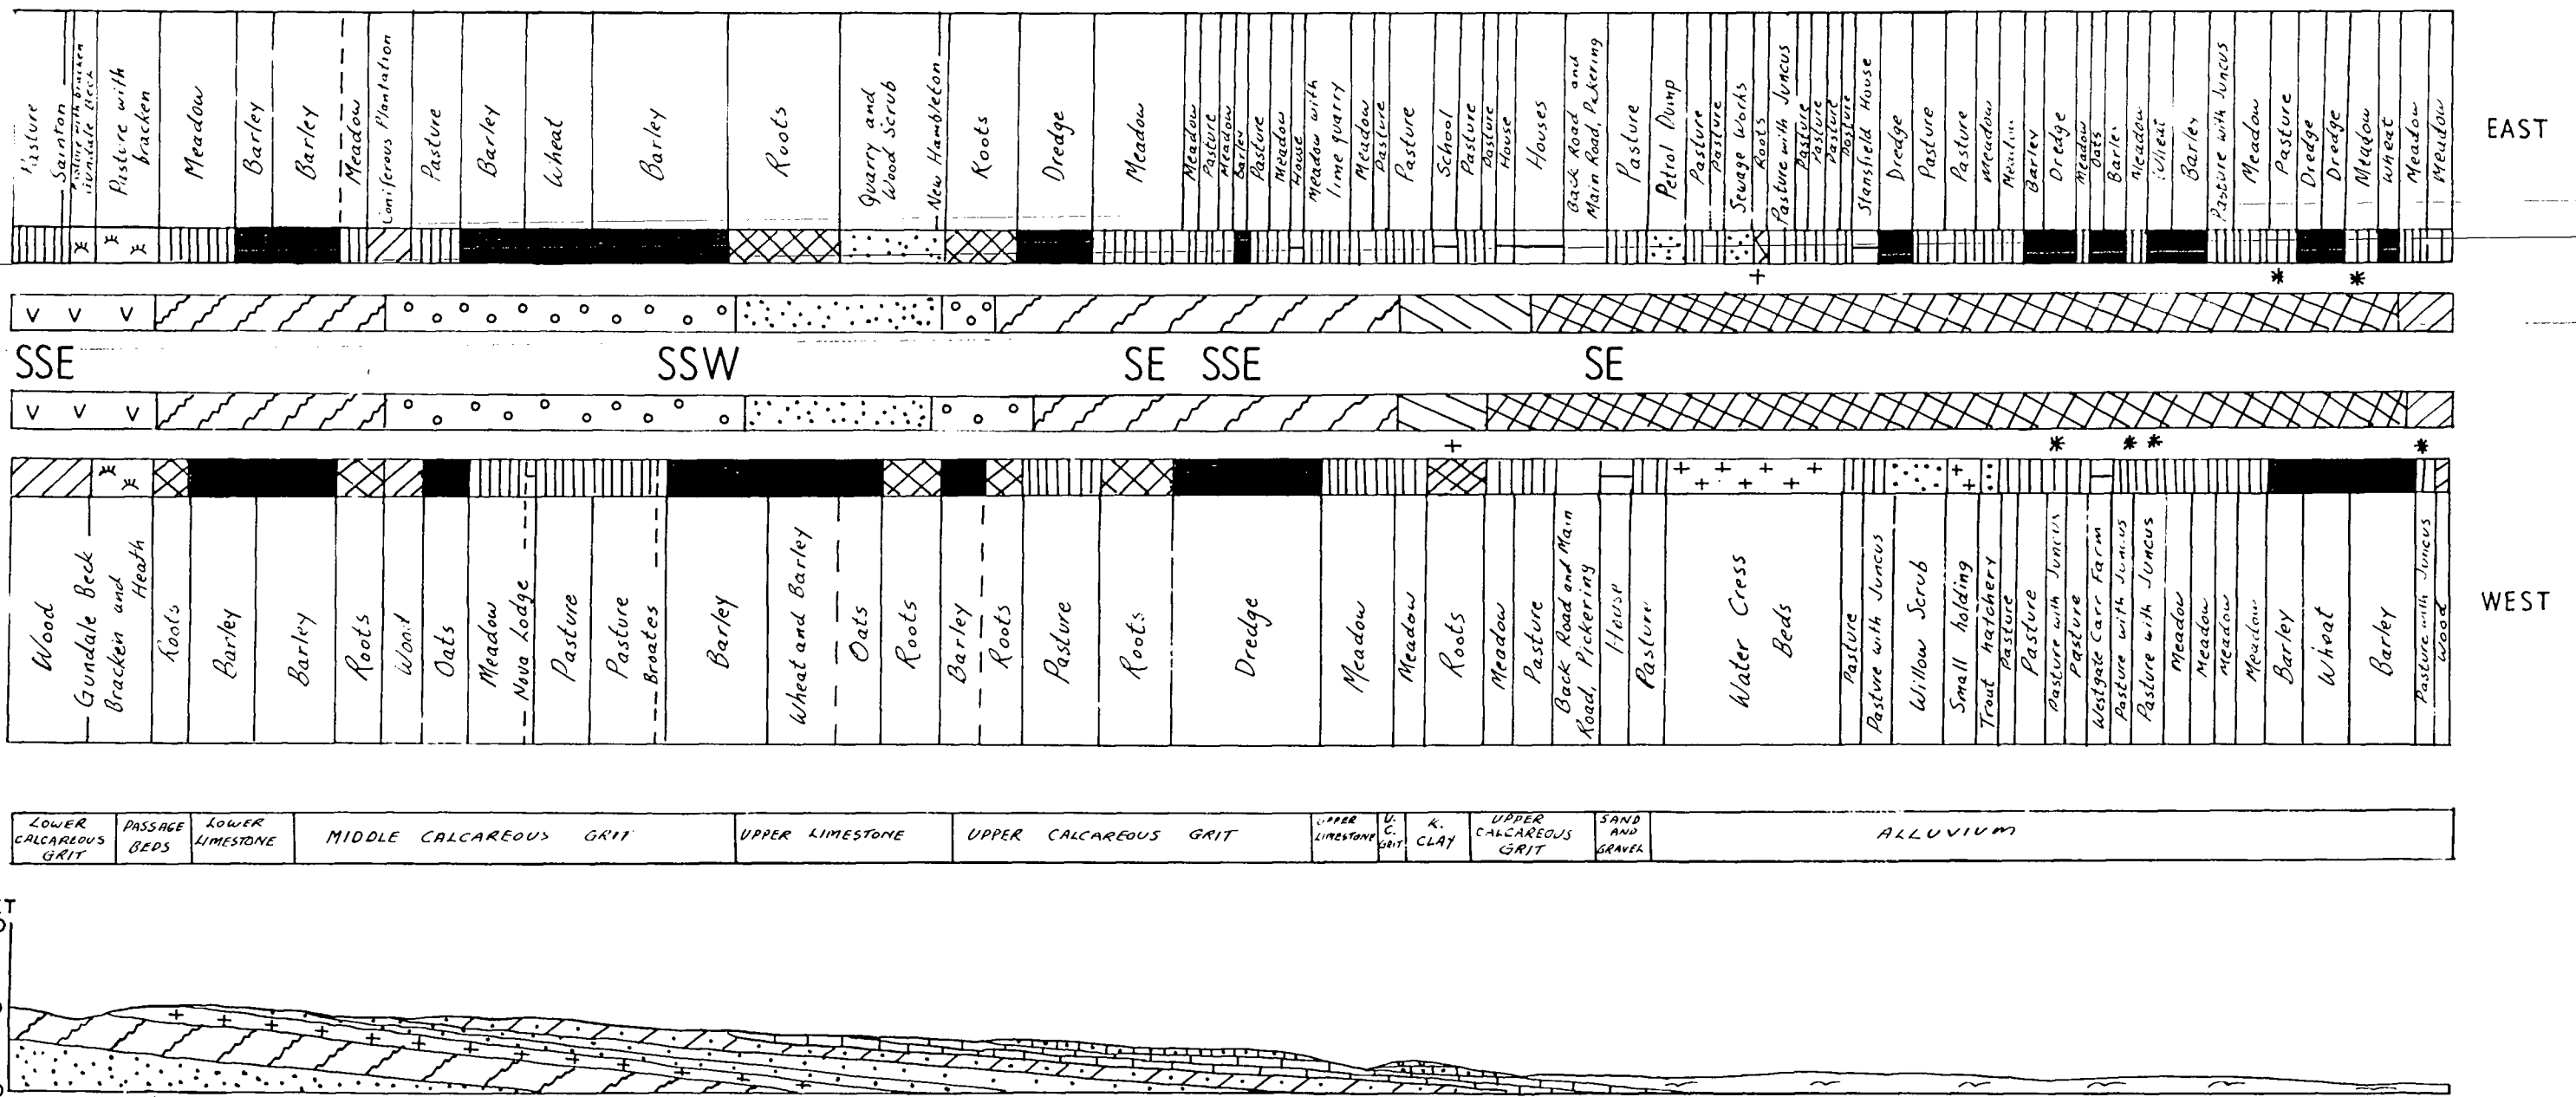 Pasture
Sainton
Pasture with bracken
Gundale Beck
Pasture with
bracken
Meadow
Barley
Barley
Meadow
Coniferous Plantation
Pasture
Barley
Wheat
Barley
Roots
Quarry and
Wood Scrub
New Hambleton
Roots
Dredge
Meadow
Meadow
Pasture
Meadow
Barley
Pasture
Meadow
House
Meadow with
lime quarry
Meadow
Pasture
Pasture
School
Pasture
Pasture
House
Houses
Back Road and
Main Road, Pickering
Pasture
Petrol Dump
Pasture
Pasture
Sewage Works
Roots
Pasture with Juncus
Pasture
Pasture
Pasture
Pasture
Stansfield House
Dredge
Pasture
Pasture
Meadow
Meadow
Barley
Dredge
Meadow
Oats
Barley
Meadow
Wheat
Barley
Pasture with Juncus
Meadow
Pasture
Dredge
Dredge
Meadow
Wheat
Meadow
Meadow
EAST
SSE
SSW
SE
SSE
SE
Wood
Gundale Beck
Bracken and
Heath
Roots
Barley
Barley
Roots
Wood
Oats
Meadow
Nova Lodge
Pasture
Pasture
Broates
Barley
Wheat and Barley
Oats
Roots
Barley
Roots
Pasture
Roots
Dredge
Meadow
Meadow
Roots
Meadow
Pasture
Back Road and Main
Road, Pickering
House
Pasture
Water Cress
Beds
Pasture
Pasture with Juncus
Willow Scrub
Small holding
Trout hatchery
Pasture
Pasture
Pasture with Juncus
Pasture
Westgate Carr Farm
Pasture with Juncus
Pasture with Juncus
Meadow
Meadow
Meadow
Meadow
Barley
Wheat
Barley
Pasture with Juncus
Wood
WEST
LOWER
CALCAREOUS
GRIT
PASSAGE
BEDS
LOWER
LIMESTONE
MIDDLE CALCAREOUS GRIT
UPPER LIMESTONE
UPPER CALCAREOUS GRIT
UPPER
LIMESTONE
U.
C.
GRIT
K.
CLAY
UPPER
CALCAREOUS
GRIT
SAND
AND
GRAVEL
ALLUVIUM